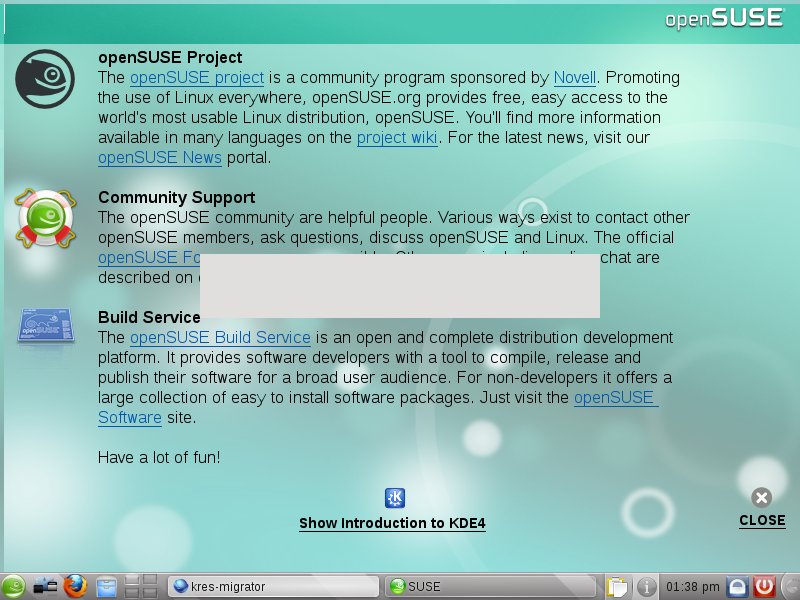 openSUSE
openSUSE Project
The openSUSE project is a community program sponsored by Novell. Promoting
the use of Linux everywhere, openSUSE.org provides free, easy access to the
world's most usable Linux distribution, openSUSE. You'll find more information
available in many languages on the project wiki. For the latest news, visit our
openSUSE News portal.
Community Support
The openSUSE community are helpful people. Various ways exist to contact other
openSUSE members, ask questions, discuss openSUSE and Linux. The official
openSUSE chat are
described on
Build Service
The openSUSE Build Service is an open and complete distribution development
platform. It provides software developers with a tool to compile, release and
publish their software for a broad user audience. For non-developers it offers a
large collection of easy to install software packages. Just visit the openSUSE
Software site.
Have a lot of fun!
Show Introduction to KDE4
CLOSE
kres-migrator
SUSE
01:38 pm